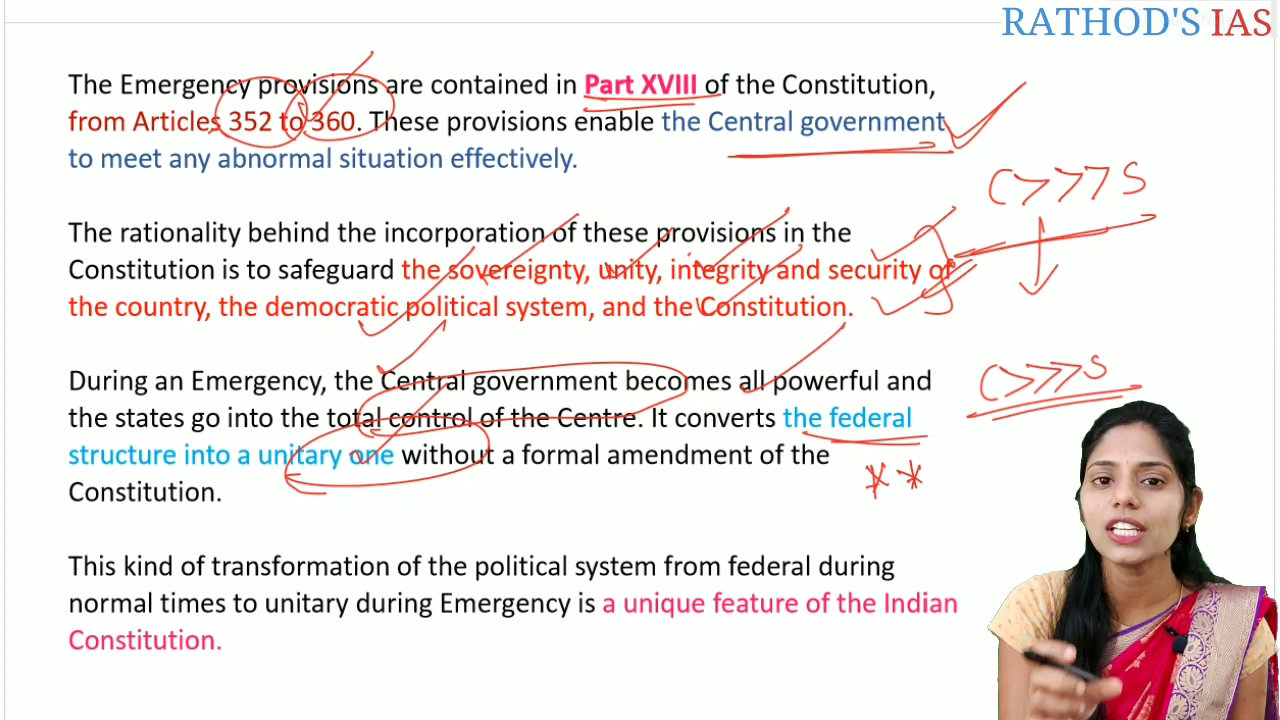 RATHOD'S IAS
The Emergency provisions are contained in Part XVIII of the Constitution,
from Articles 352 to 360. These provisions enable the Central government
to meet any abnormal situation effectively.
C>>>S
The rationality behind the incorporation of these provisions in the
Constitution is to safeguard the sovereignty, unity, integrity and security of
the country, the democratic political system, and the Constitution.
C>>>S
During an Emergency, the Central government becomes all powerful and
the states go into the total control of the Centre. It converts the federal
structure into a unitary one without a formal amendment of the
Constitution.
**
This kind of transformation of the political system from federal during
normal times to unitary during Emergency is a unique feature of the Indian
Constitution.